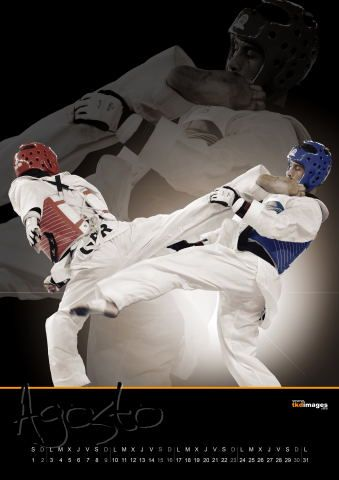 Agosto
tkdimages
S D L M X J V S D L M X J V S D L M X J V S D L M X J V S D L
1 2 3 4 5 6 7 8 9 10 11 12 13 14 15 16 17 18 19 20 21 22 23 24 25 26 27 28 29 30 31